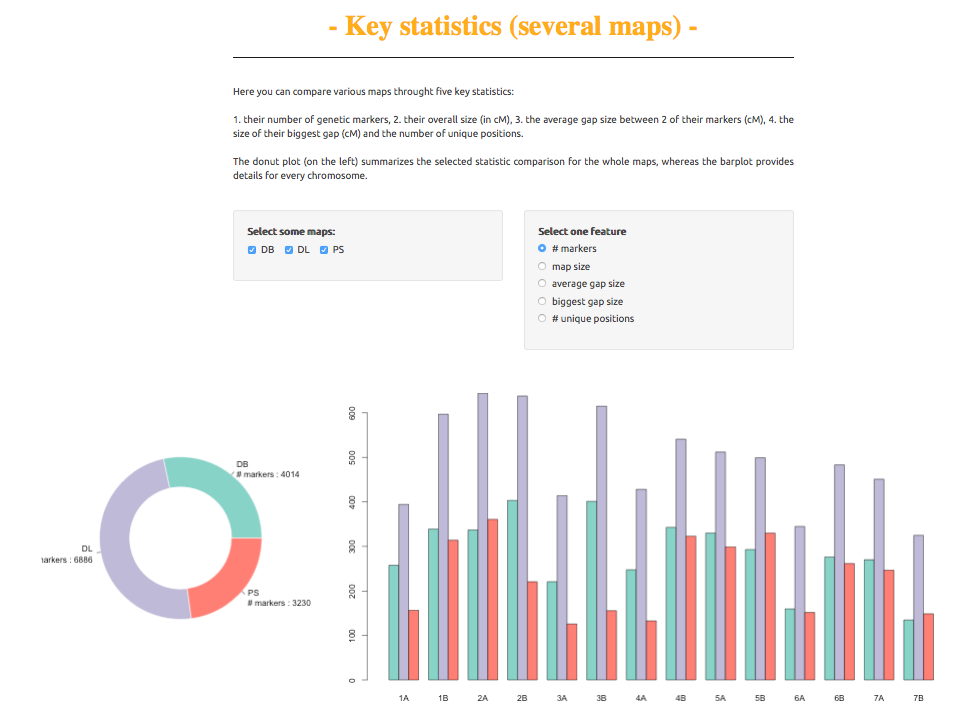 - Key statistics (several maps) -
Here you can compare various maps throught five key statistics:
1. their number of genetic markers, 2. their overall size (in cM), 3. the average gap size between 2 of their markers (cM), 4. the
size of their biggest gap (cM) and the number of unique positions.
The donut plot (on the left) summarizes the selected statistic comparison for the whole maps, whereas the barplot provides
details for every chromosome.
Select some maps:
DB DL PS
Select one feature
# markers
map size
average gap size
biggest gap size
# unique positions
DB
# markers : 4014
DL
arkers : 6886
PS
# markers : 3230
600
500
400
300
200
100
0
1A 1B 2A 2B 3A 3B 4A 4B 5A 5B 6A 6B 7A 7B